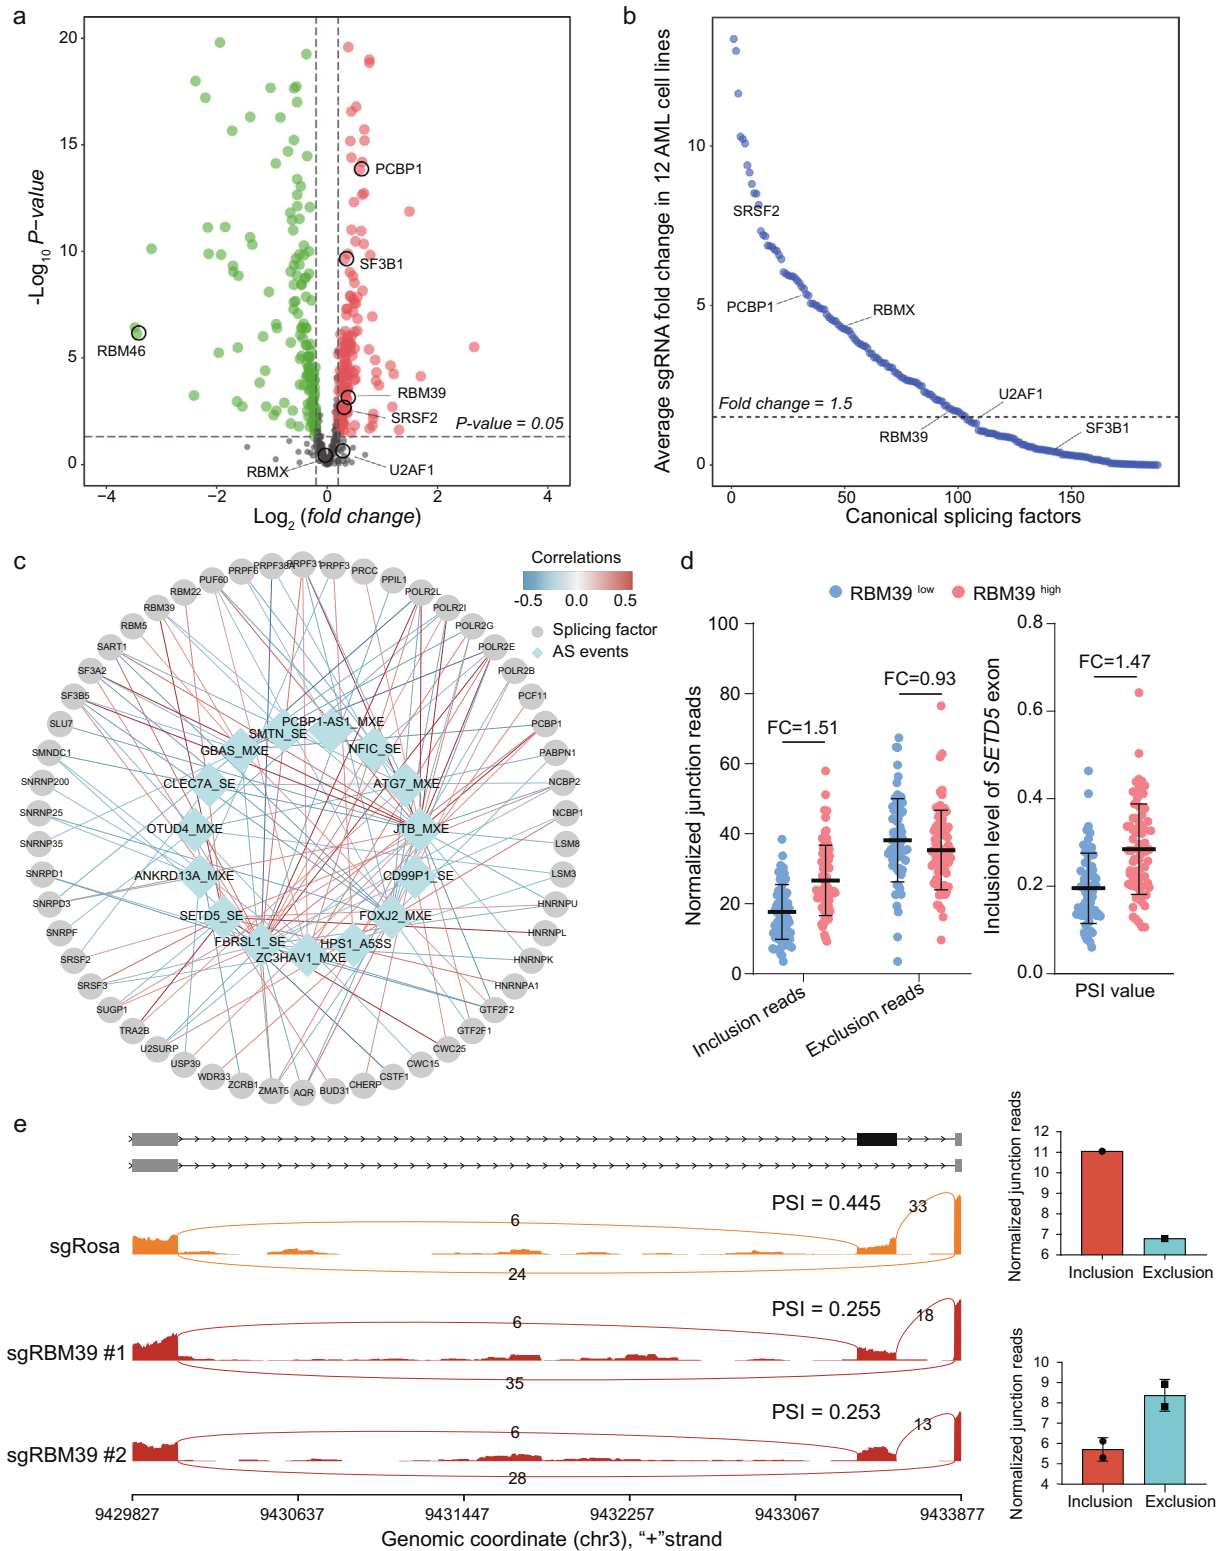 a
20
15
10
5
0
−4
−2
0
2
4
-Log10 P−value
Log2 (fold change)
PCBP1
SF3B1
RBM46
RBM39
SRSF2
P-value = 0.05
RBMX
U2AF1
b
10
5
0
0
50
100
150
Average sgRNA fold change in 12 AML cell lines
Canonical splicing factors
SRSF2
PCBP1
RBMX
Fold change = 1.5
U2AF1
RBM39
SF3B1
c
Correlations
-0.5
0.0
0.5
Splicing factor
AS events
PRPF31
PRPF3
PRCC
PPIL1
POLR2L
POLR2I
POLR2G
POLR2E
POLR2B
PCF11
PCBP1
PABPN1
NCBP2
NCBP1
LSM8
LSM3
HNRNPU
HNRNPL
HNRNPK
HNRNPA1
GTF2F2
GTF2F1
CWC25
CWC15
CSTF1
CHERP
BUD31
AQR
ZMAT5
ZCRB1
WDR33
USP39
U2SURP
TRA2B
SUGP1
SRSF3
SRSF2
SNRPF
SNRPD3
SNRPD1
SNRNP35
SNRNP25
SNRNP200
SMNDC1
SLU7
SF3B5
SF3A2
SART1
RBM5
RBM39
RBM22
PUF60
PRPF6
PRPF38A
PCBP1-AS1_MXE
SMTN_SE
NFIC_SE
GBAS_MXE
CLEC7A_SE
ATG7_MXE
OTUD4_MXE
JTB_MXE
ANKRD13A_MXE
CD99P1_SE
SETD5_SE
FOXJ2_MXE
FBRSL1_SE
HPS1_A5SS
ZC3HAV1_MXE
d
RBM39 low
RBM39 high
100
80
60
40
20
0
Normalized junction reads
FC=1.51
FC=0.93
Inclusion reads
Exclusion reads
0.8
0.6
0.4
0.2
0.0
Inclusion level of SETD5 exon
FC=1.47
PSI value
e
sgRosa
PSI = 0.445
6
33
24
sgRBM39 #1
PSI = 0.255
6
18
35
sgRBM39 #2
PSI = 0.253
6
13
28
9429827
9430637
9431447
9432257
9433067
9433877
Genomic coordinate (chr3), “+”strand
12
11
10
9
8
7
6
Normalized junction reads
Inclusion
Exclusion
10
9
8
7
6
5
4
Normalized junction reads
Inclusion
Exclusion